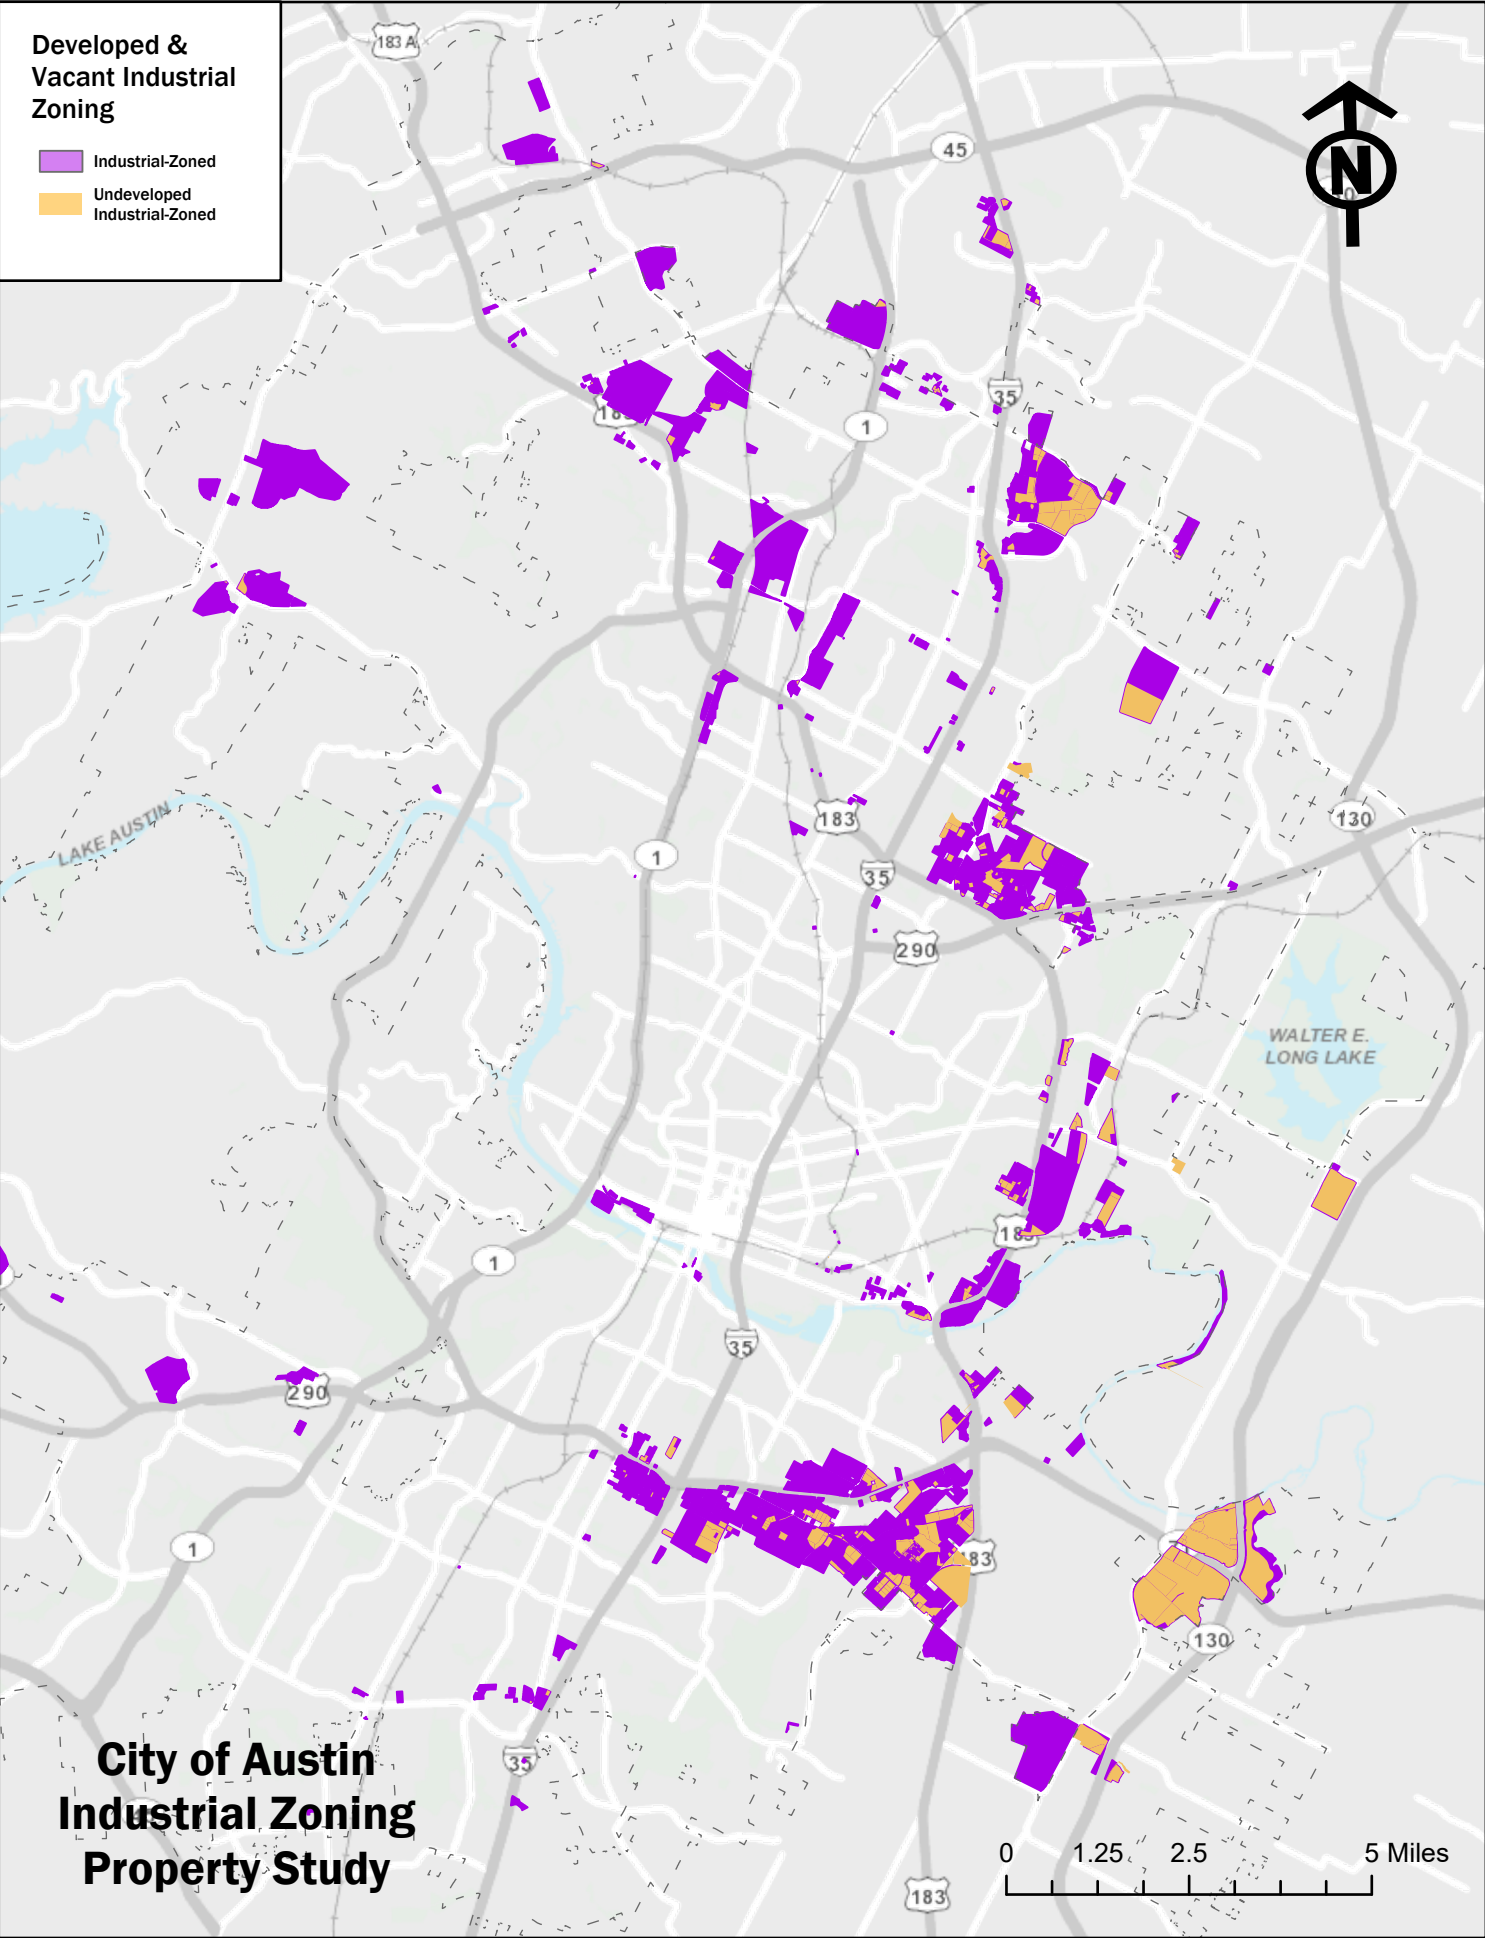 Developed &
Vacant Industrial
Zoning
Industrial-Zoned
Undeveloped
Industrial-Zoned
183A
45
N
35
1
LAKE AUSTIN
183
130
1
35
290
WALTER E.
LONG LAKE
1
35
290
1
183
130
35
City of Austin
Industrial Zoning
Property Study
0 1.25 2.5 5 Miles
183